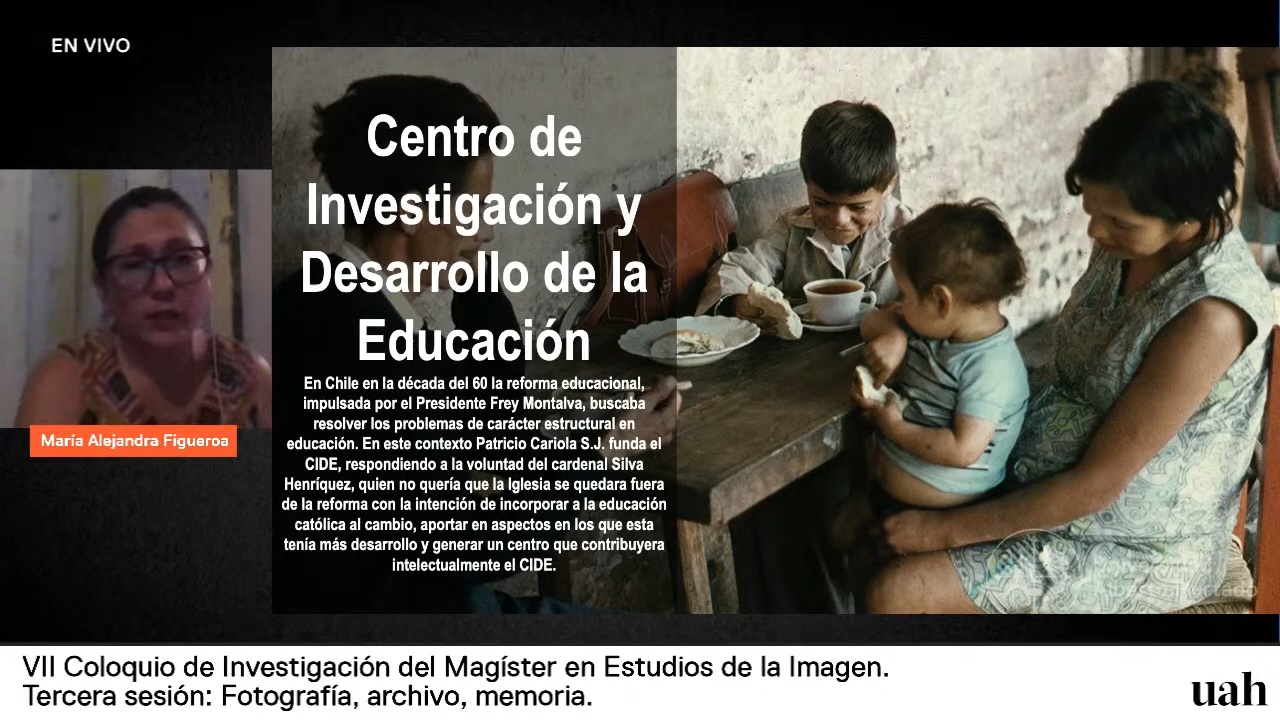 EN VIVO
Centro de
Investigación y
Desarrollo de la
Educación
En Chile en la década del 60 la reforma educacional,
impulsada por el Presidente Frey Montalva, buscaba
resolver los problemas de carácter estructural en
educación. En este contexto Patricio Cariola S.J. funda el
CIDE, respondiendo a la voluntad del cardenal Silva
Henríquez, quien no quería que la Iglesia se quedara fuera
de la reforma con la intención de incorporar a la educación
católica al cambio, aportar en aspectos en los que esta
tenía más desarrollo y generar un centro que contribuyera
intelectualmente el CIDE.
María Alejandra Figueroa
VII Coloquio de Investigación del Magíster en Estudios de la Imagen.
Tercera sesión: Fotografía, archivo, memoria.
uah